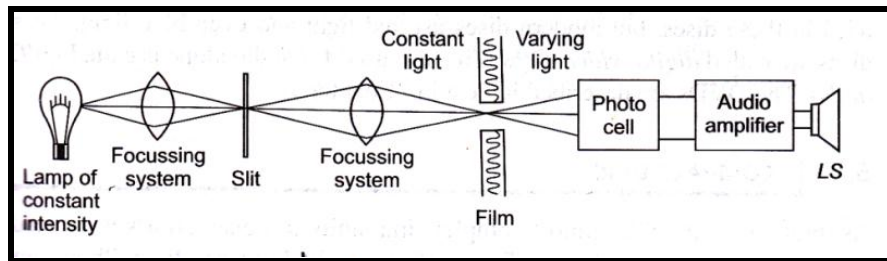 Constant
light
Varying
light
Photo
cell
Audio
amplifier
LS
Lamp of
constant
intensity
Focussing
system
Slit
Focussing
system
Film